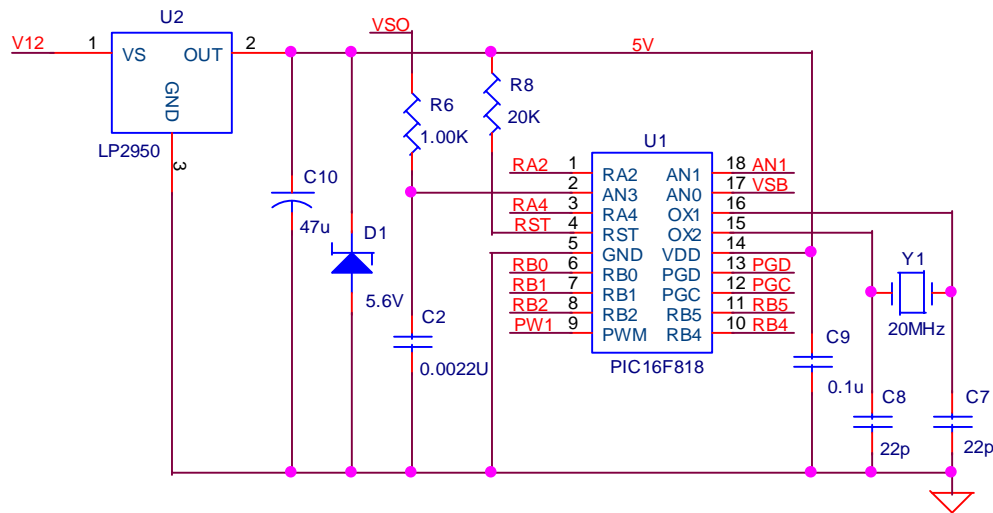 U2
VSO
V12
1
VS
OUT
2
5V
GND
R6
R8
1.00K
20K
LP2950
3
U1
C10
47u
RA2
1
RA2
AN1
18
AN1
2
AN3
AN0
17
VSB
RA4
3
RA4
OX1
16
RST
4
RST
OX2
15
5
GND
VDD
14
RB0
6
RB0
PGD
13
PGD
RB1
7
RB1
PGC
12
PGC
RB2
8
RB2
RB5
11
RB5
PW1
9
PWM
RB4
10
RB4
PIC16F818
D1
5.6V
Y1
20MHz
C2
0.0022U
C9
0.1u
C8
22p
C7
22p